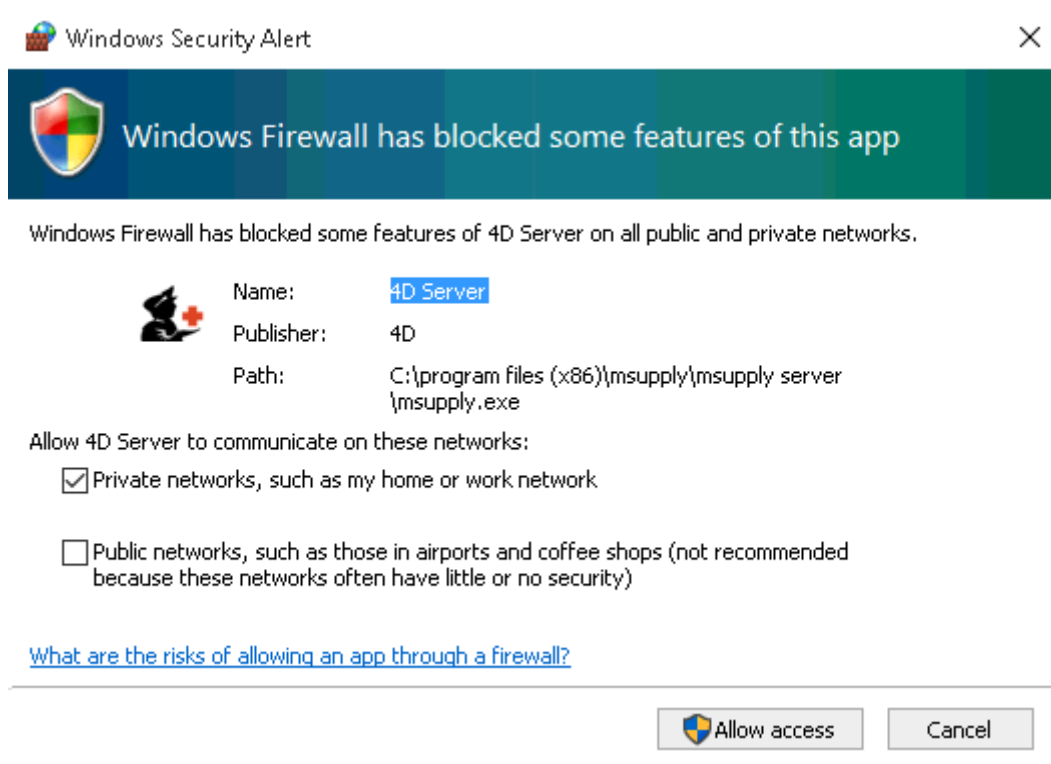 Windows Security Alert
Windows Firewall has blocked some features of this app
Windows Firewall has blocked some features of 4D Server on all public and private networks.
Name: 4D Server
Publisher: 4D
Path: C:\program files (x86)\msupply\msupply server
\msupply.exe
Allow 4D Server to communicate on these networks:
Private networks, such as my home or work network
Public networks, such as those in airports and coffee shops (not recommended
because these networks often have little or no security)
What are the risks of allowing an app through a firewall?
Allow access Cancel